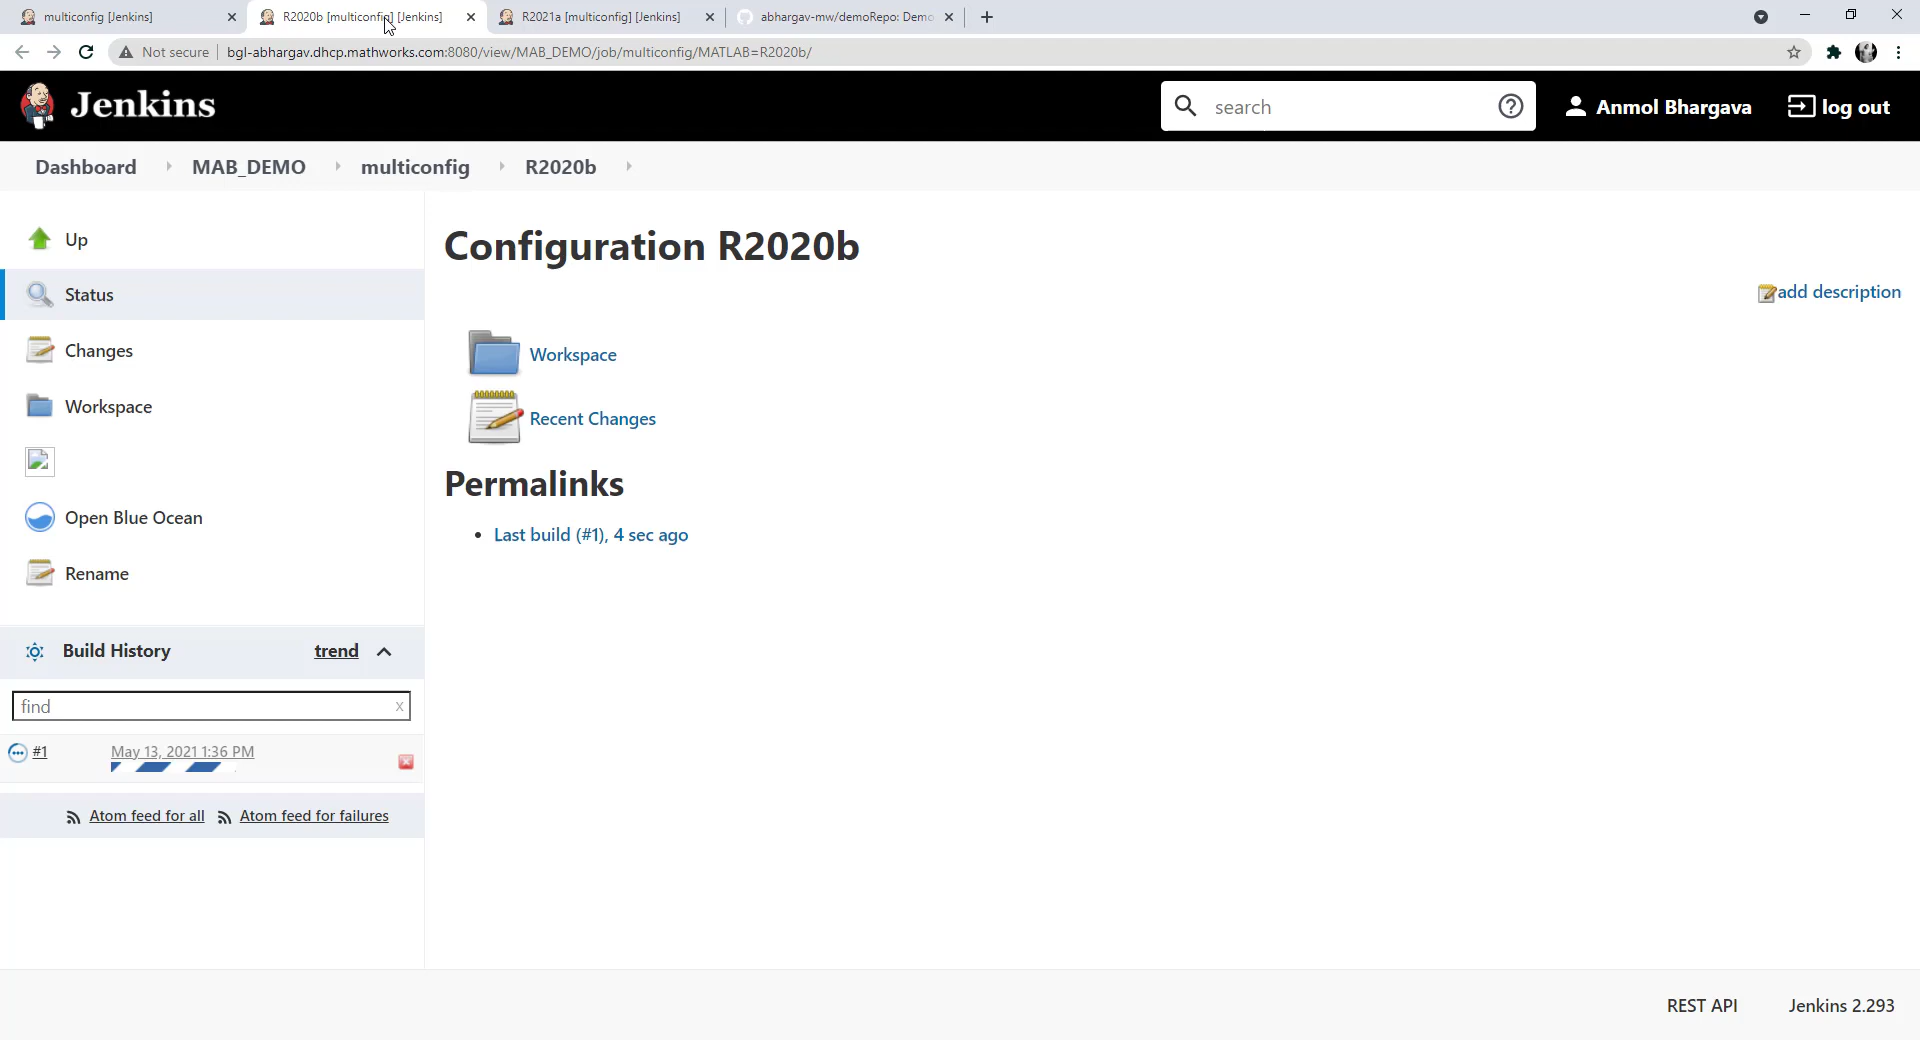 multiconfig [Jenkins]
R2020b [multiconfig] [Jenkins]
R2021a [multiconfig] [Jenkins]
abhargav-mw/demoRepo: Demo
Not secure
bgl-abhargav.dhcp.mathworks.com:8080/view/MAB_DEMO/job/multiconfig/MATLAB=R2020b/
Jenkins
search
Anmol Bhargava
log out
Dashboard
MAB_DEMO
multiconfig
R2020b
Up
Status
Changes
Workspace
Open Blue Ocean
Rename
Build History
trend
find
x
#1
May 13, 2021 1:36 PM
Atom feed for all
Atom feed for failures
Configuration R2020b
add description
Workspace
Recent Changes
Permalinks
• Last build (#1), 4 sec ago
REST API
Jenkins 2.293